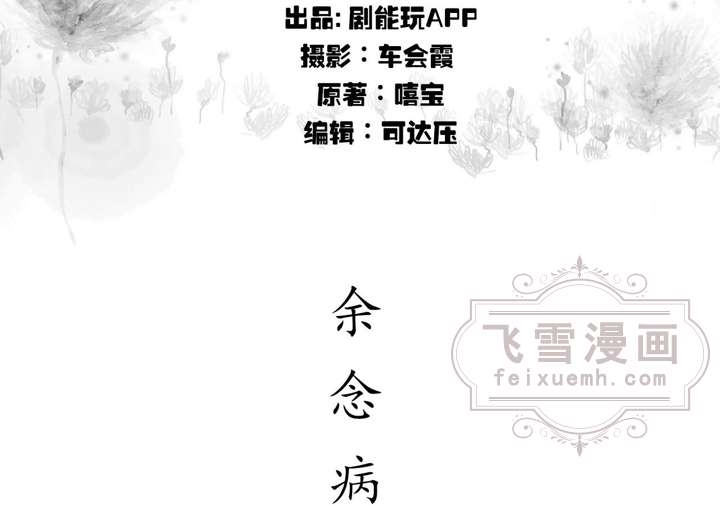 出品: 剧能玩APP
摄影：车会霞
原著：嘻宝
编辑：可达压
余
念
病
飞雪漫画
feixuemh.com